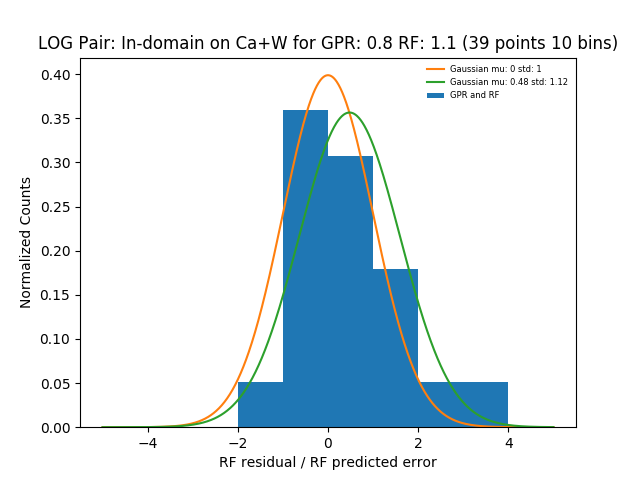 LOG Pair: In-domain on Ca+W for GPR: 0.8 RF: 1.1 (39 points 10 bins)
Gaussian mu: 0 std: 1
Gaussian mu: 0.48 std: 1.12
GPR and RF
Normalized Counts
0.40
0.35
0.30
0.25
0.20
0.15
0.10
0.05
0.00
−4
−2
0
2
4
RF residual / RF predicted error